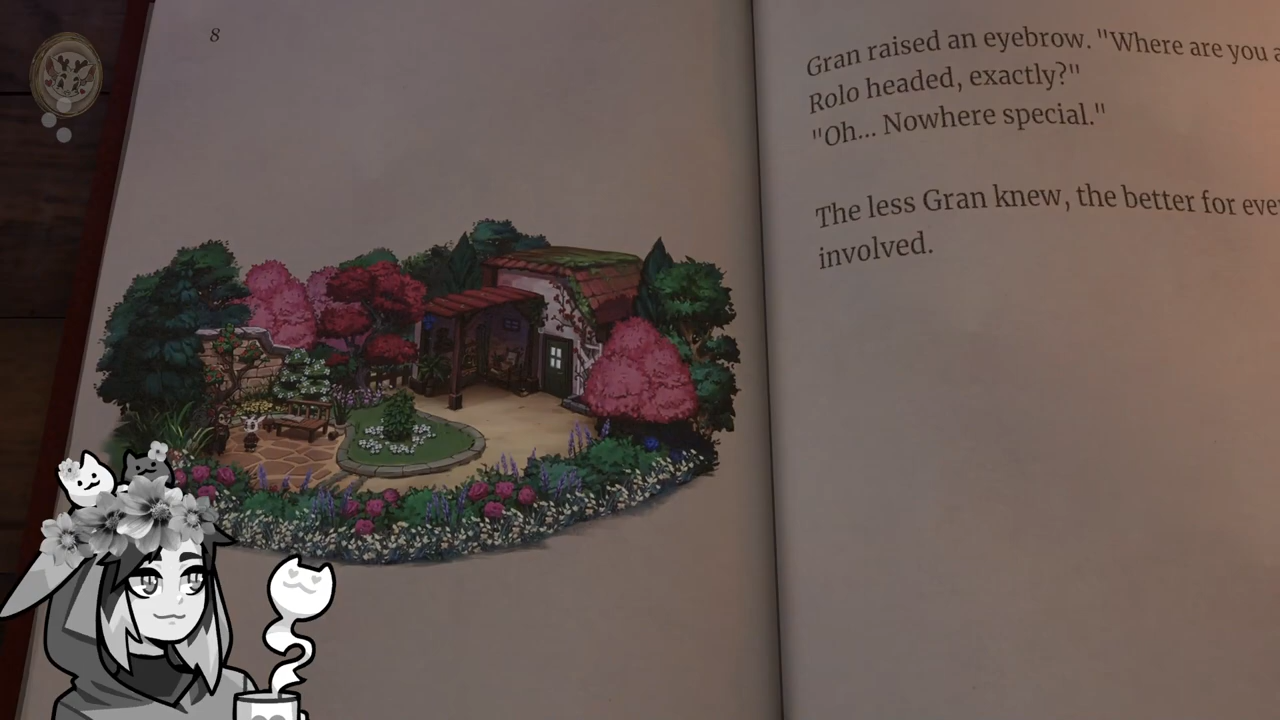 8
Gran raised an eyebrow. "Where are you a
Rolo headed, exactly?"
"Oh... Nowhere special."
The less Gran knew, the better for eve
involved.